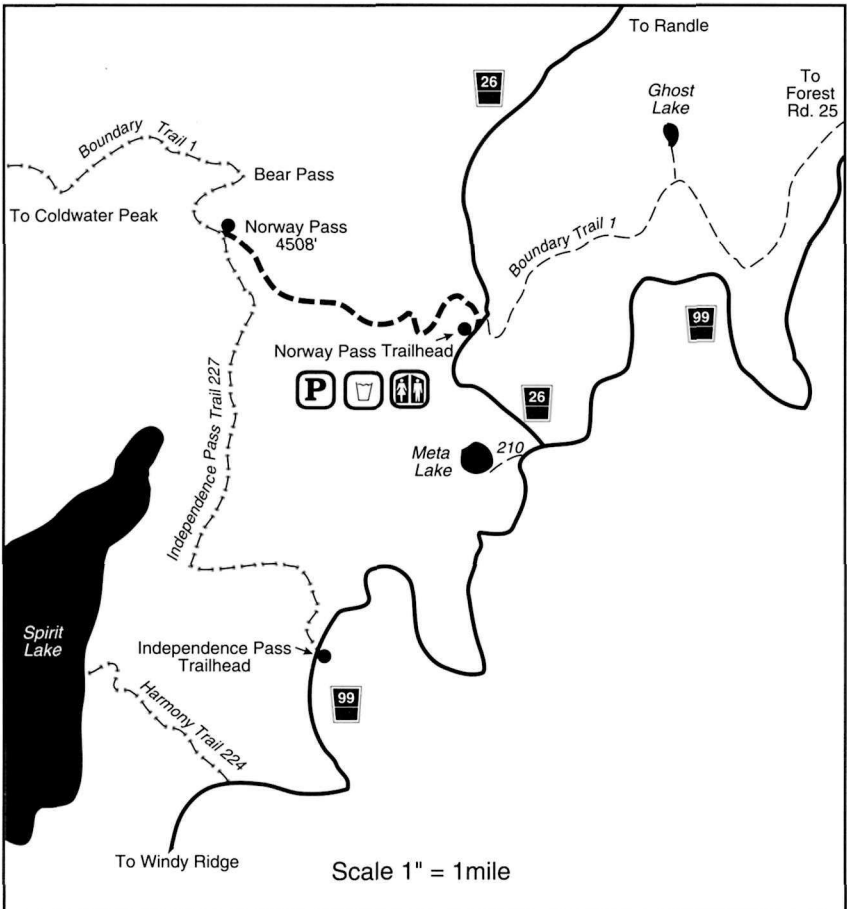 To Randle
26
Ghost
Lake
To
Forest
Rd. 25
Boundary Trail 1
Bear Pass
To Coldwater Peak
Norway Pass
4508'
Boundary Trail 1
99
Norway Pass Trailhead
P
26
Independence Pass Trail 227
Meta
Lake
210
Spirit
Lake
Independence Pass
Trailhead
Harmony Trail 224
99
To Windy Ridge
Scale 1" = 1mile